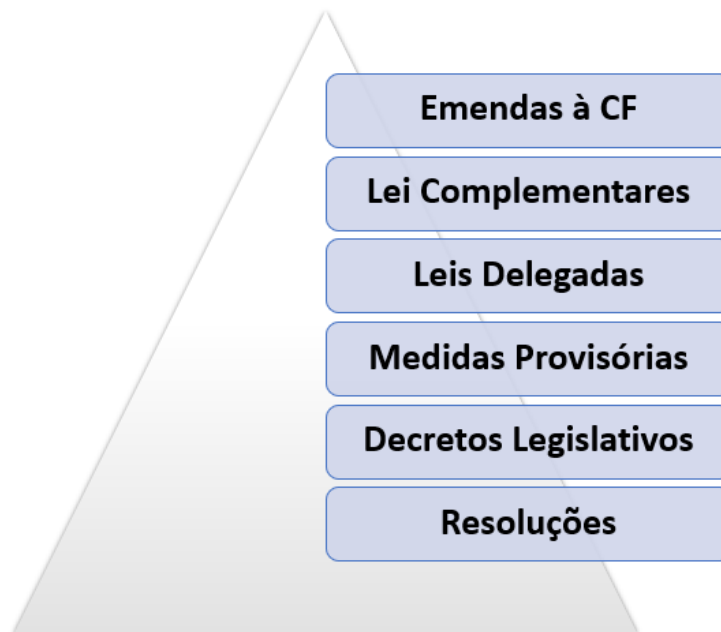 Emendas à CF
Lei Complementares
Leis Delegadas
Medidas Provisórias
Decretos Legislativos
Resoluções